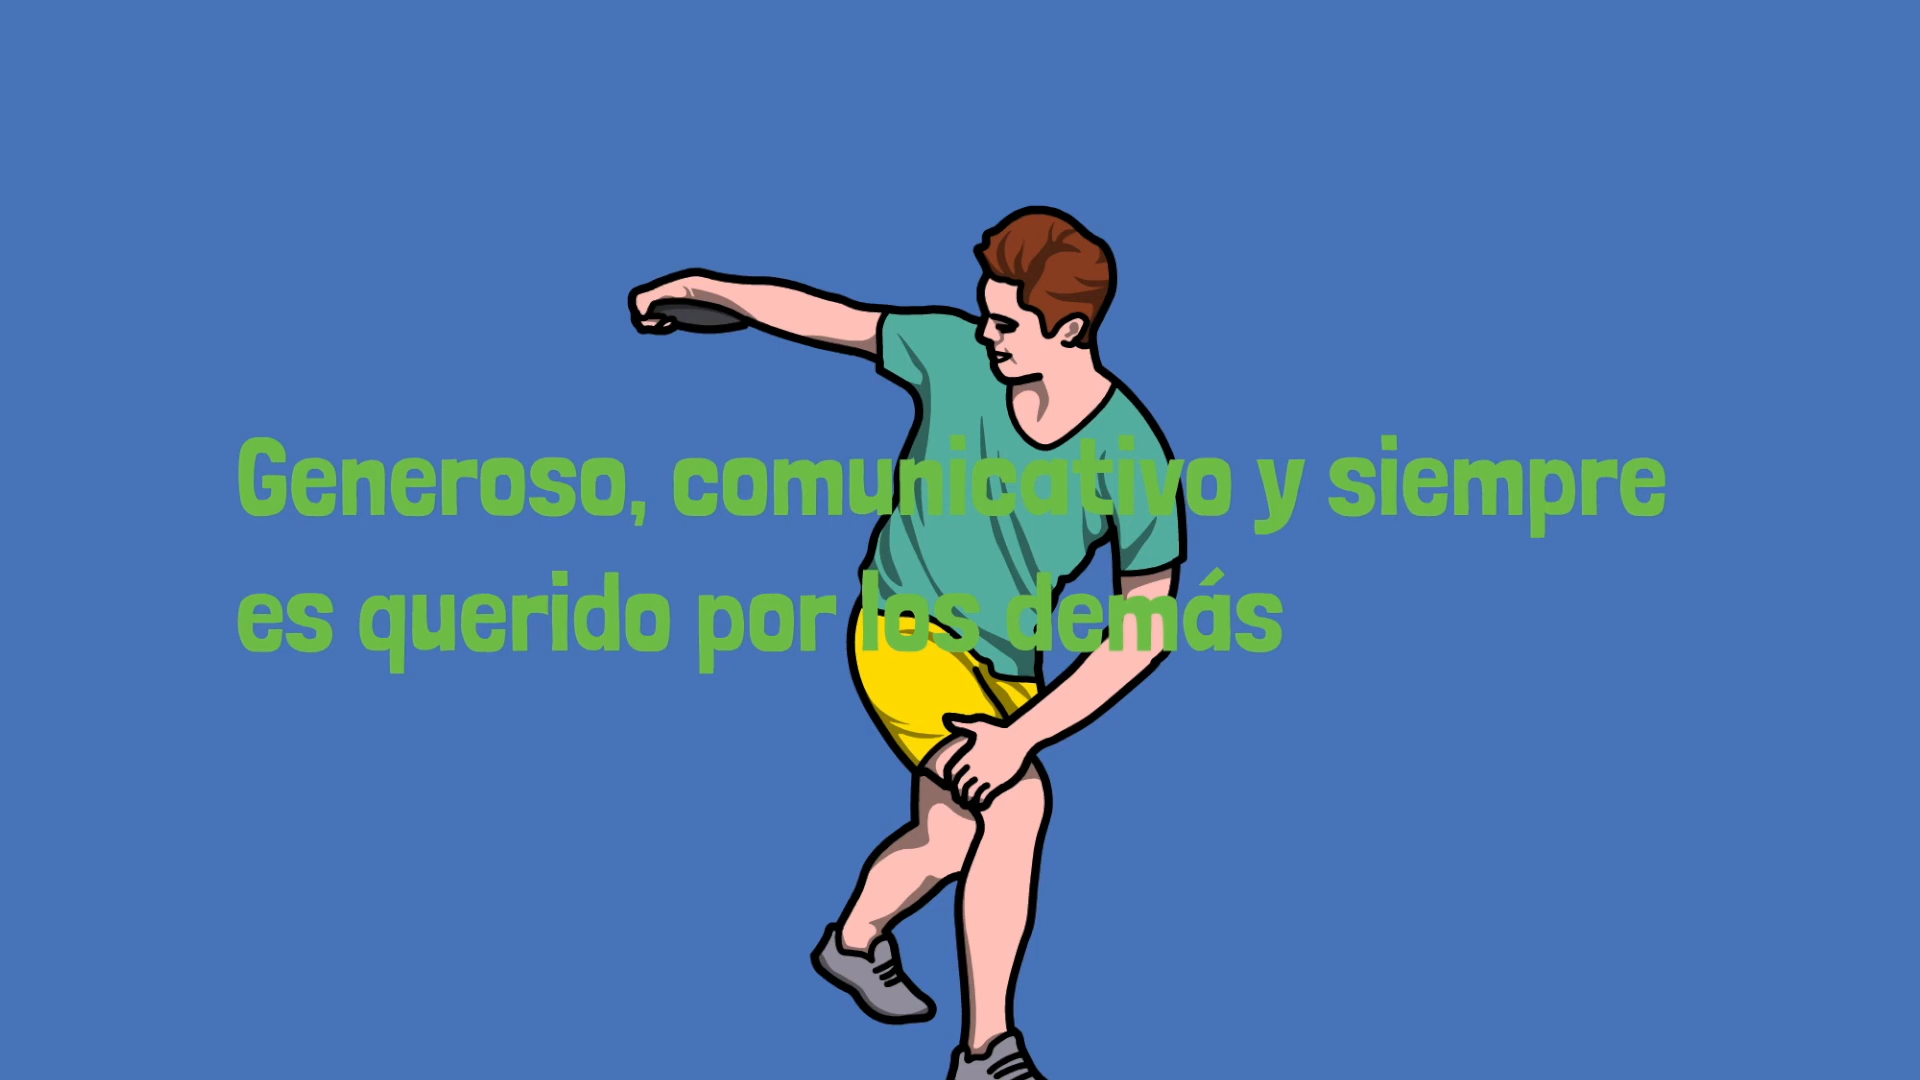 Generoso, comunicativo y siempre
es querido por los demás